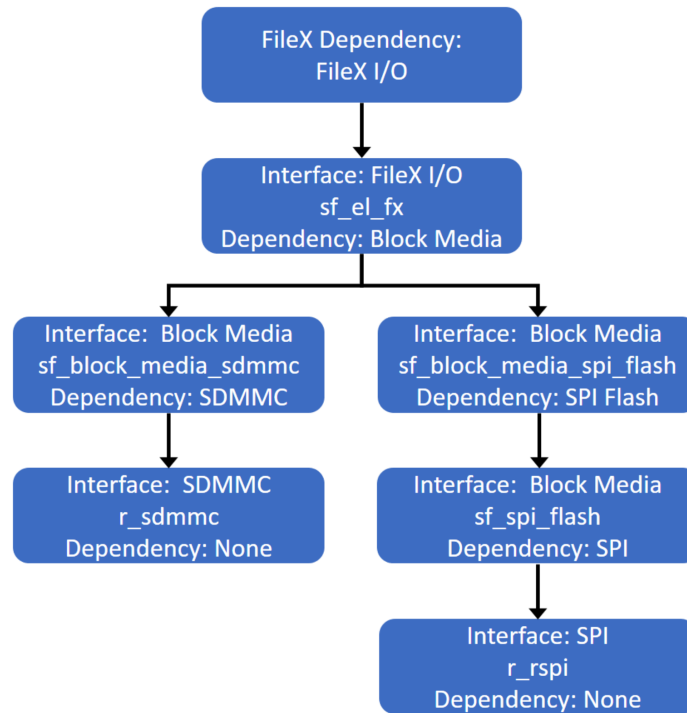 FileX Dependency:
FileX I/O
Interface: FileX I/O
sf_el_fx
Dependency: Block Media
Interface:  Block Media
sf_block_media_sdmmc
Dependency: SDMMC
Interface:  Block Media
sf_block_media_spi_flash
Dependency: SPI Flash
Interface:  SDMMC
r_sdmmc
Dependency: None
Interface:  Block Media
sf_spi_flash
Dependency: SPI
Interface: SPI
r_rspi
Dependency: None